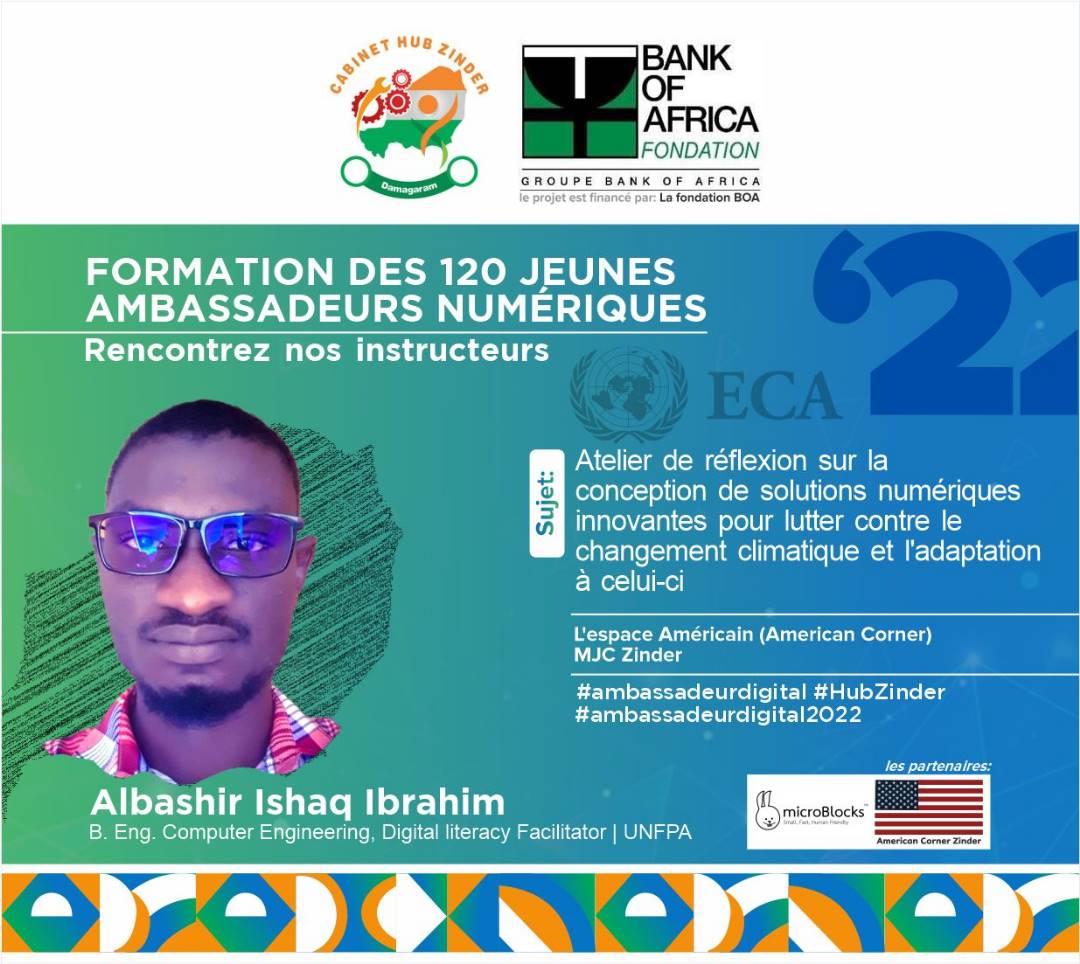 CABINET HUB ZINDER
Damagaram
BANK
OF
AFRICA
FONDATION
GROUPE BANK OF AFRICA
le projet est financé par: La fondation BOA
'22
FORMATION DES 120 JEUNES
AMBASSADEURS NUMÉRIQUES
Rencontrez nos instructeurs
ECA
Sujet:
Atelier de réflexion sur la
conception de solutions numériques
innovantes pour lutter contre le
changement climatique et l'adaptation
à celui-ci
L'espace Américain (American Corner)
MJC Zinder
#ambassadeurdigital #HubZinder
#ambassadeurdigital2022
les partenaires:
microBlocks™
Small, Fast, Human Friendly
American Corner Zinder
Albashir Ishaq Ibrahim
B. Eng. Computer Engineering, Digital literacy Facilitator | UNFPA